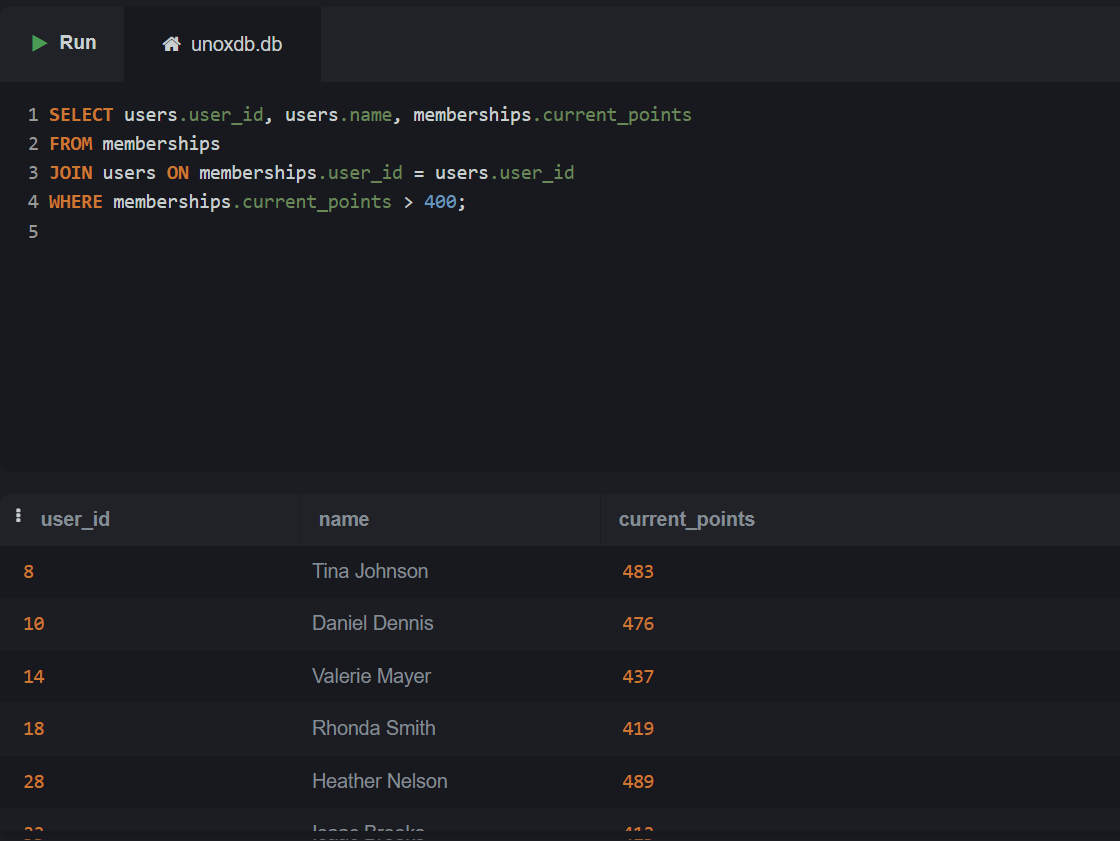 Run unoxdb.db
1 SELECT users.user_id, users.name, memberships.current_points
2 FROM memberships
3 JOIN users ON memberships.user_id = users.user_id
4 WHERE memberships.current_points > 400;
5
user_id name current_points
8 Tina Johnson 483
10 Daniel Dennis 476
14 Valerie Mayer 437
18 Rhonda Smith 419
28 Heather Nelson 489
Isaac Brooks